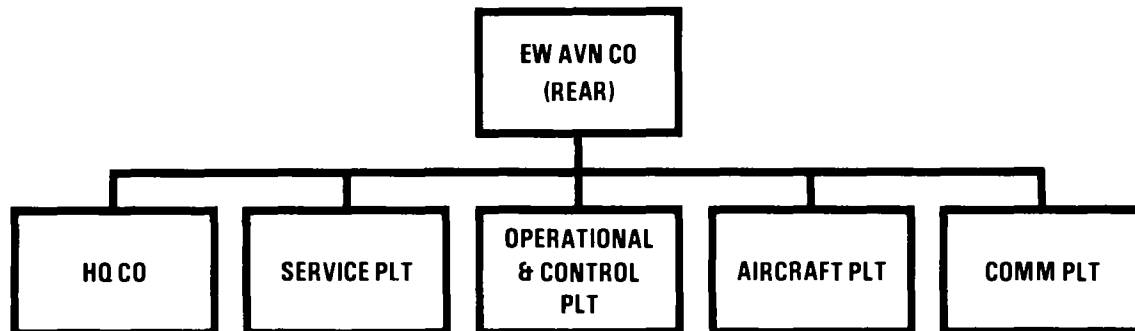 EW AVN CO
(REAR)
HQ CO
SERVICE PLT
OPERATIONAL
& CONTROL
PLT
AIRCRAFT PLT
COMM PLT